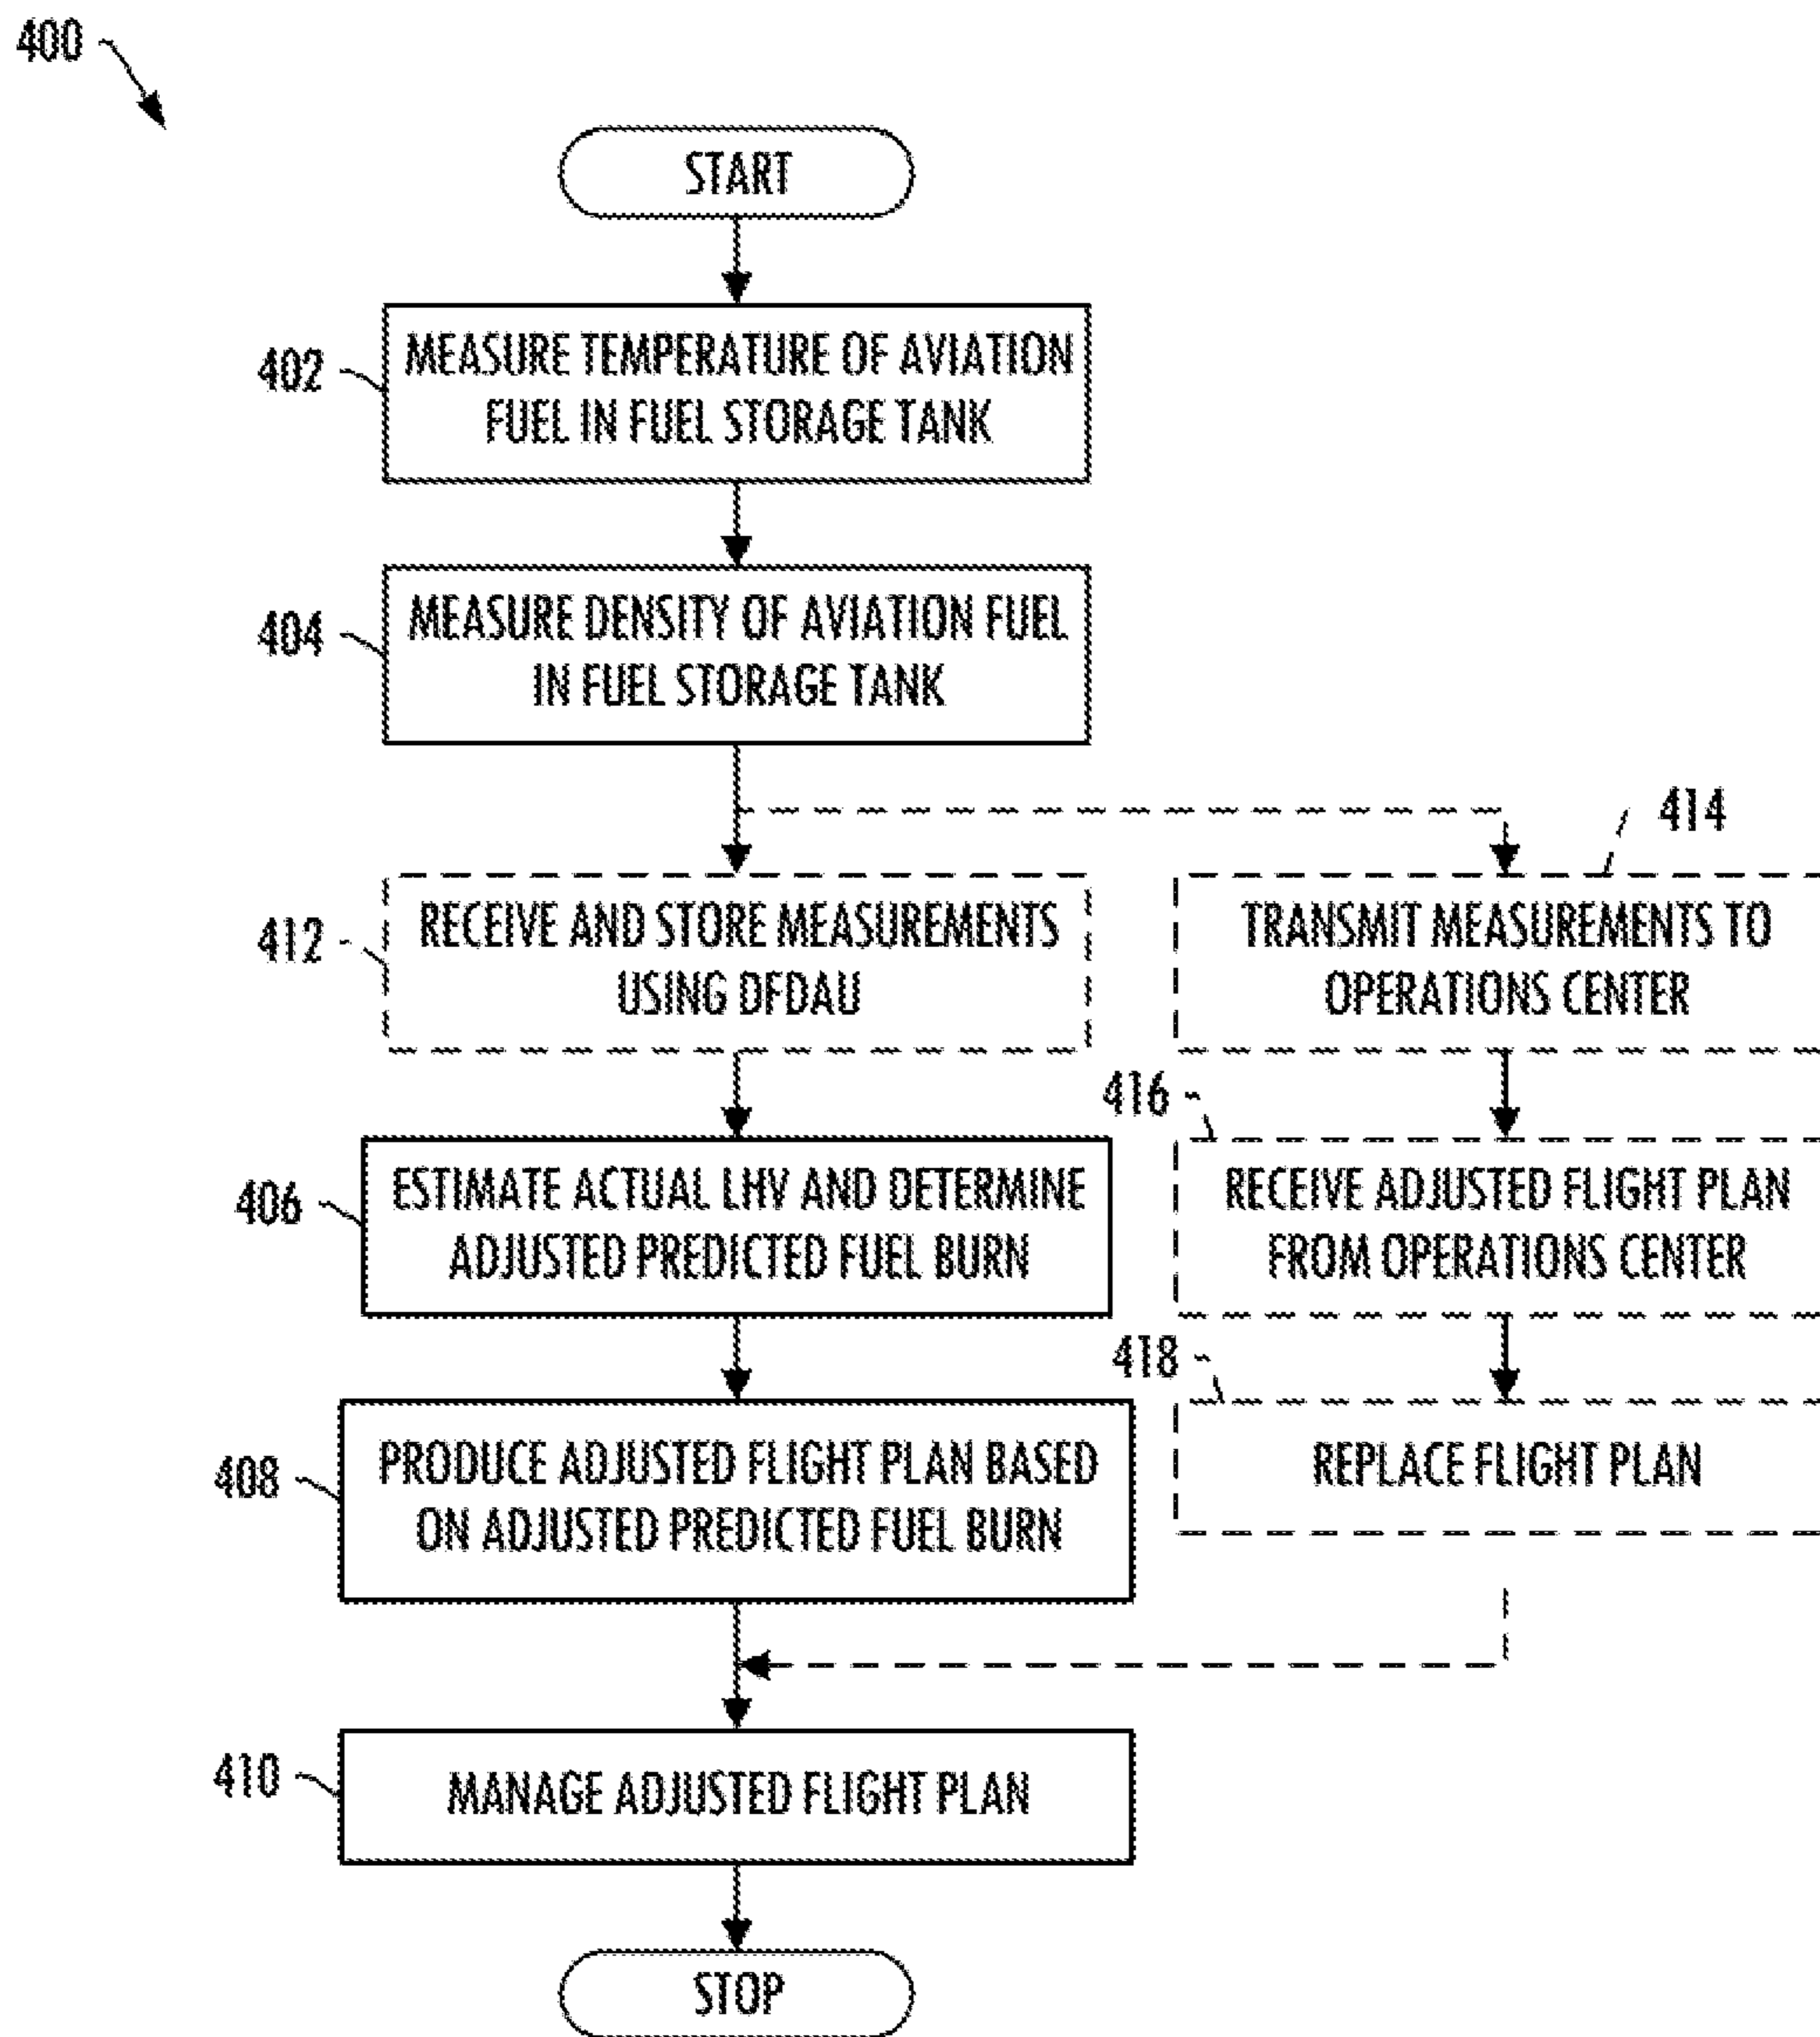 400
START
402
MEASURE TEMPERATURE OF AVIATION
FUEL IN FUEL STORAGE TANK
404
MEASURE DENSITY OF AVIATION FUEL
IN FUEL STORAGE TANK
414
412
RECEIVE AND STORE MEASUREMENTS
USING DFDAU
TRANSMIT MEASUREMENTS TO
OPERATIONS CENTER
416
406
ESTIMATE ACTUAL LHV AND DETERMINE
ADJUSTED PREDICTED FUEL BURN
RECEIVE ADJUSTED FLIGHT PLAN
FROM OPERATIONS CENTER
418
408
PRODUCE ADJUSTED FLIGHT PLAN BASED
ON ADJUSTED PREDICTED FUEL BURN
REPLACE FLIGHT PLAN
410
MANAGE ADJUSTED FLIGHT PLAN
STOP